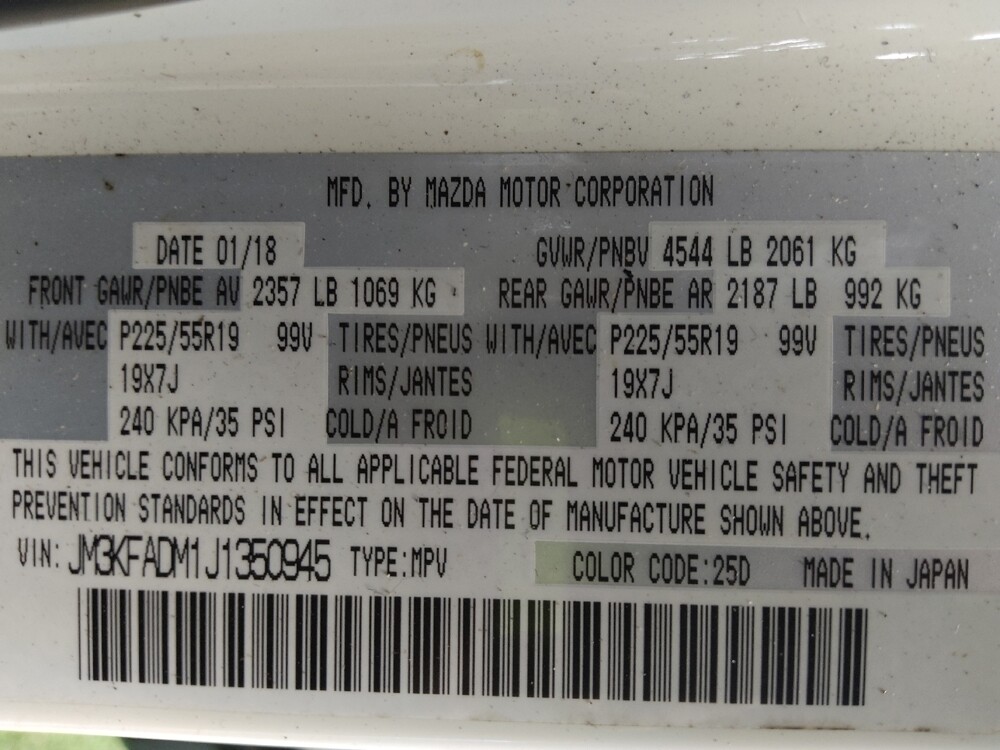 MFD. BY MAZDA MOTOR CORPORATION
DATE 01/18 GVWR/PNBV 4544 LB 2061 KG
FRONT GAWR/PNBE AV 2357 LB 1069 KG REAR GAWR/PNBE AR 2187 LB 992 KG
WITH/AVEC P225/55R19 99V TIRES/PNEUS WITH/AVEC P225/55R19 99V TIRES/PNEUS
19X7J RIMS/JANTES 19X7J RIMS/JANTES
240 KPA/35 PSI COLD/A FROID 240 KPA/35 PSI COLD/A FROID
THIS VEHICLE CONFORMS TO ALL APPLICABLE FEDERAL MOTOR VEHICLE SAFETY AND THEFT
PREVENTION STANDARDS IN EFFECT ON THE DATE OF MANUFACTURE SHOWN ABOVE.
VIN: JM3KFADM1J1350945 TYPE:MPV COLOR CODE:25D MADE IN JAPAN